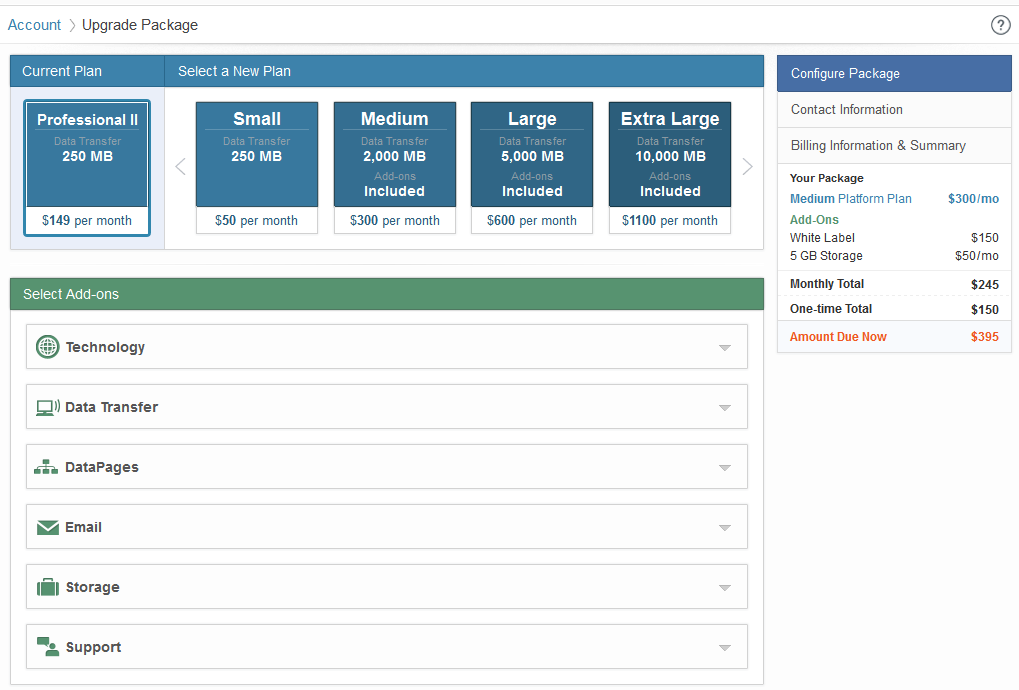 Account > Upgrade Package
?
Current Plan
Select a New Plan
Professional II
Data Transfer
250 MB
$149 per month
Small
Data Transfer
250 MB
$50 per month
Medium
Data Transfer
2,000 MB
Add-ons
Included
$300 per month
Large
Data Transfer
5,000 MB
Add-ons
Included
$600 per month
Extra Large
Data Transfer
10,000 MB
Add-ons
Included
$1100 per month
Select Add-ons
Technology
Data Transfer
DataPages
Email
Storage
Support
Configure Package
Contact Information
Billing Information & Summary
Your Package
Medium Platform Plan $300/mo
Add-Ons
White Label $150
5 GB Storage $50/mo
Monthly Total $245
One-time Total $150
Amount Due Now $395